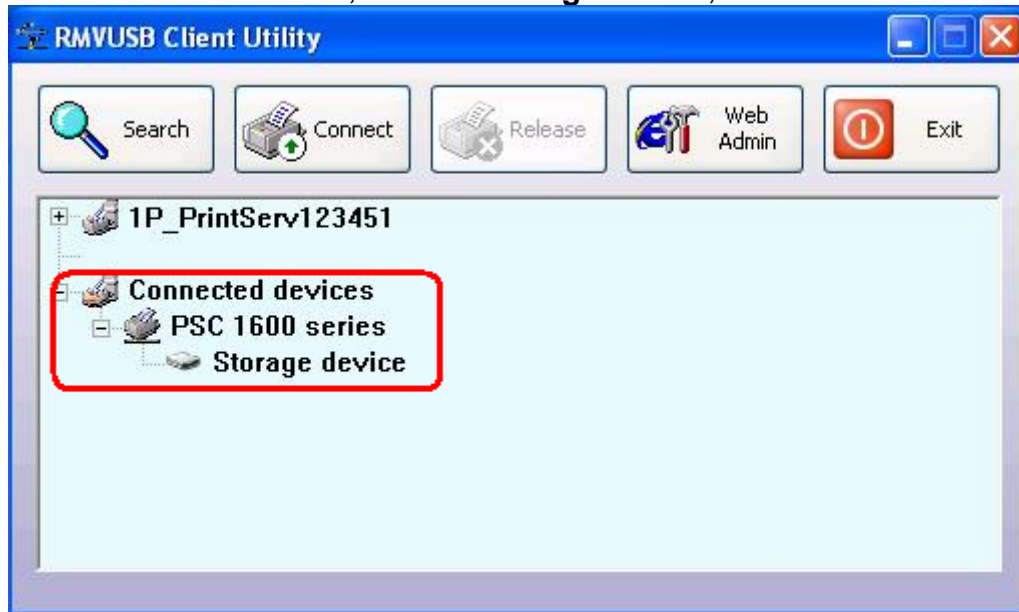 RMVUSB Client Utility
Search Connect Release Web Admin Exit
1P_PrintServ123451
Connected devices
PSC 1600 series
Storage device